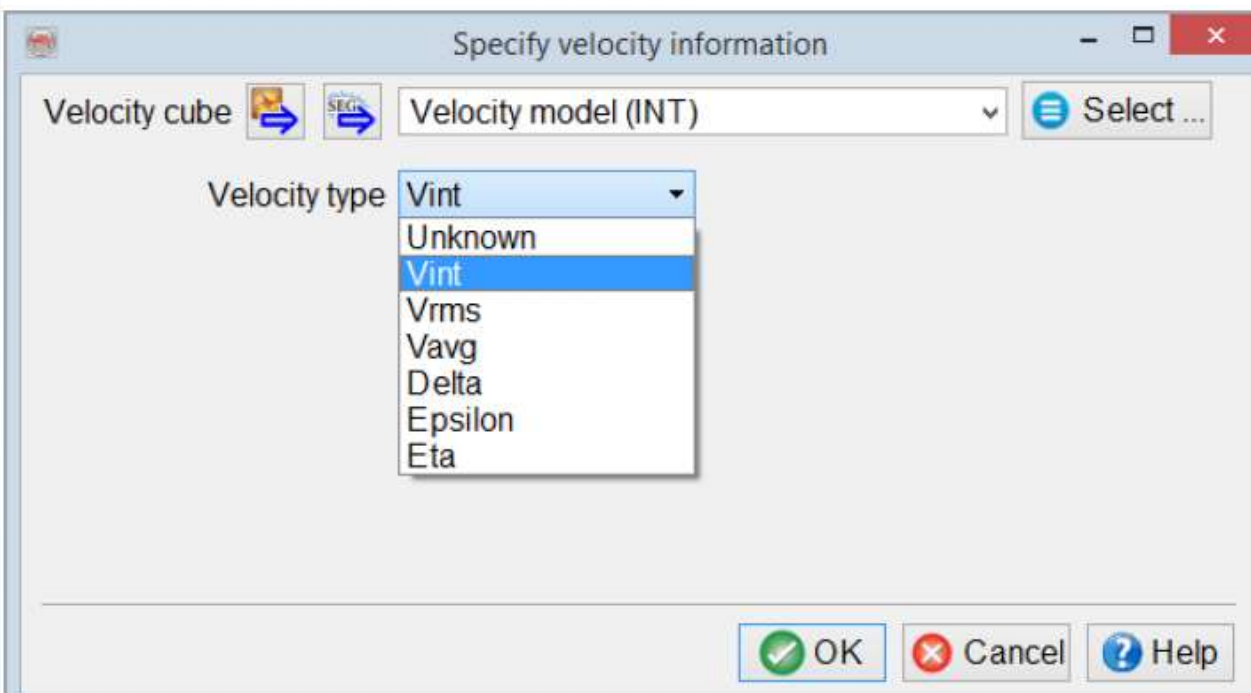 Specify velocity information
Velocity cube SEG Velocity model (INT) Select ...
Velocity type Vint
Unknown
Vint
Vrms
Vavg
Delta
Epsilon
Eta
OK Cancel Help